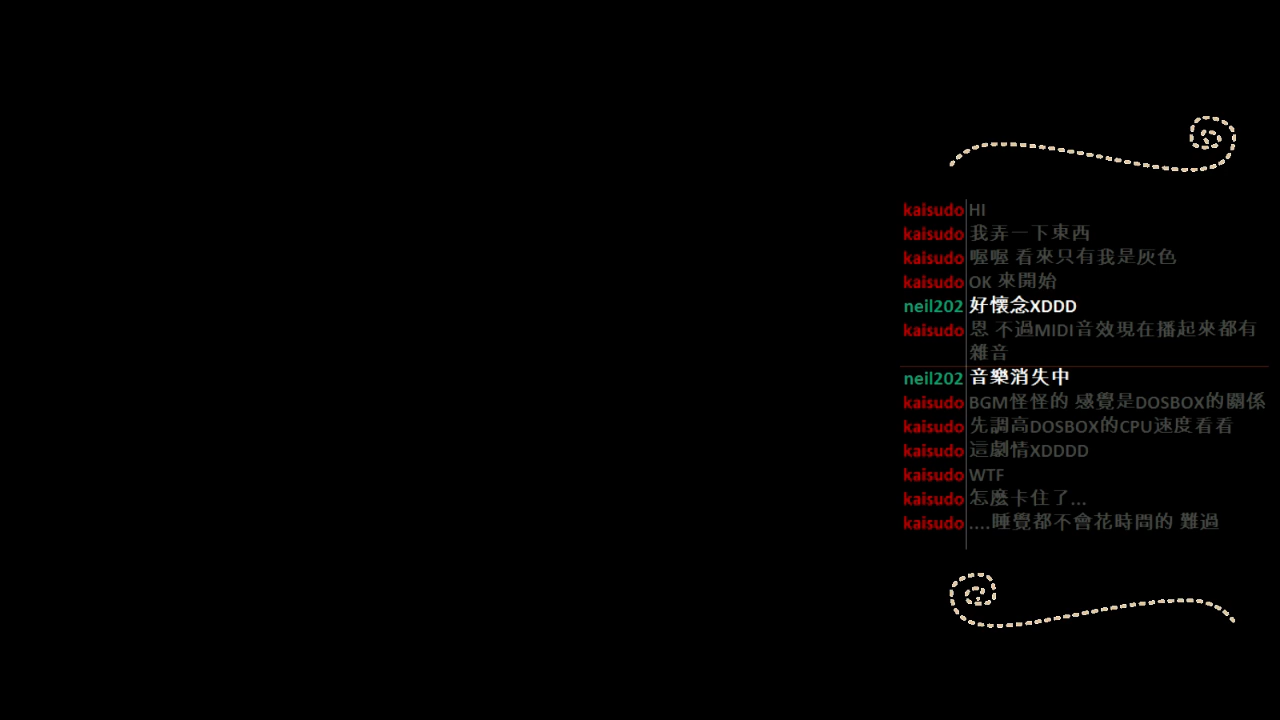 kaisudo HI
kaisudo 我弄一下東西
kaisudo 喔喔 看來只有我是灰色
kaisudo OK 來開始
neil202 好懷念XDDD
kaisudo 恩 不過MIDI音效現在播起來都有
雜音
neil202 音樂消失中
kaisudo BGM怪怪的 感覺是DOSBOX的關係
kaisudo 先調高DOSBOX的CPU速度看看
kaisudo 這劇情XDDDD
kaisudo WTF
kaisudo 怎麼卡住了...
kaisudo ....睡覺都不會花時間的 難過